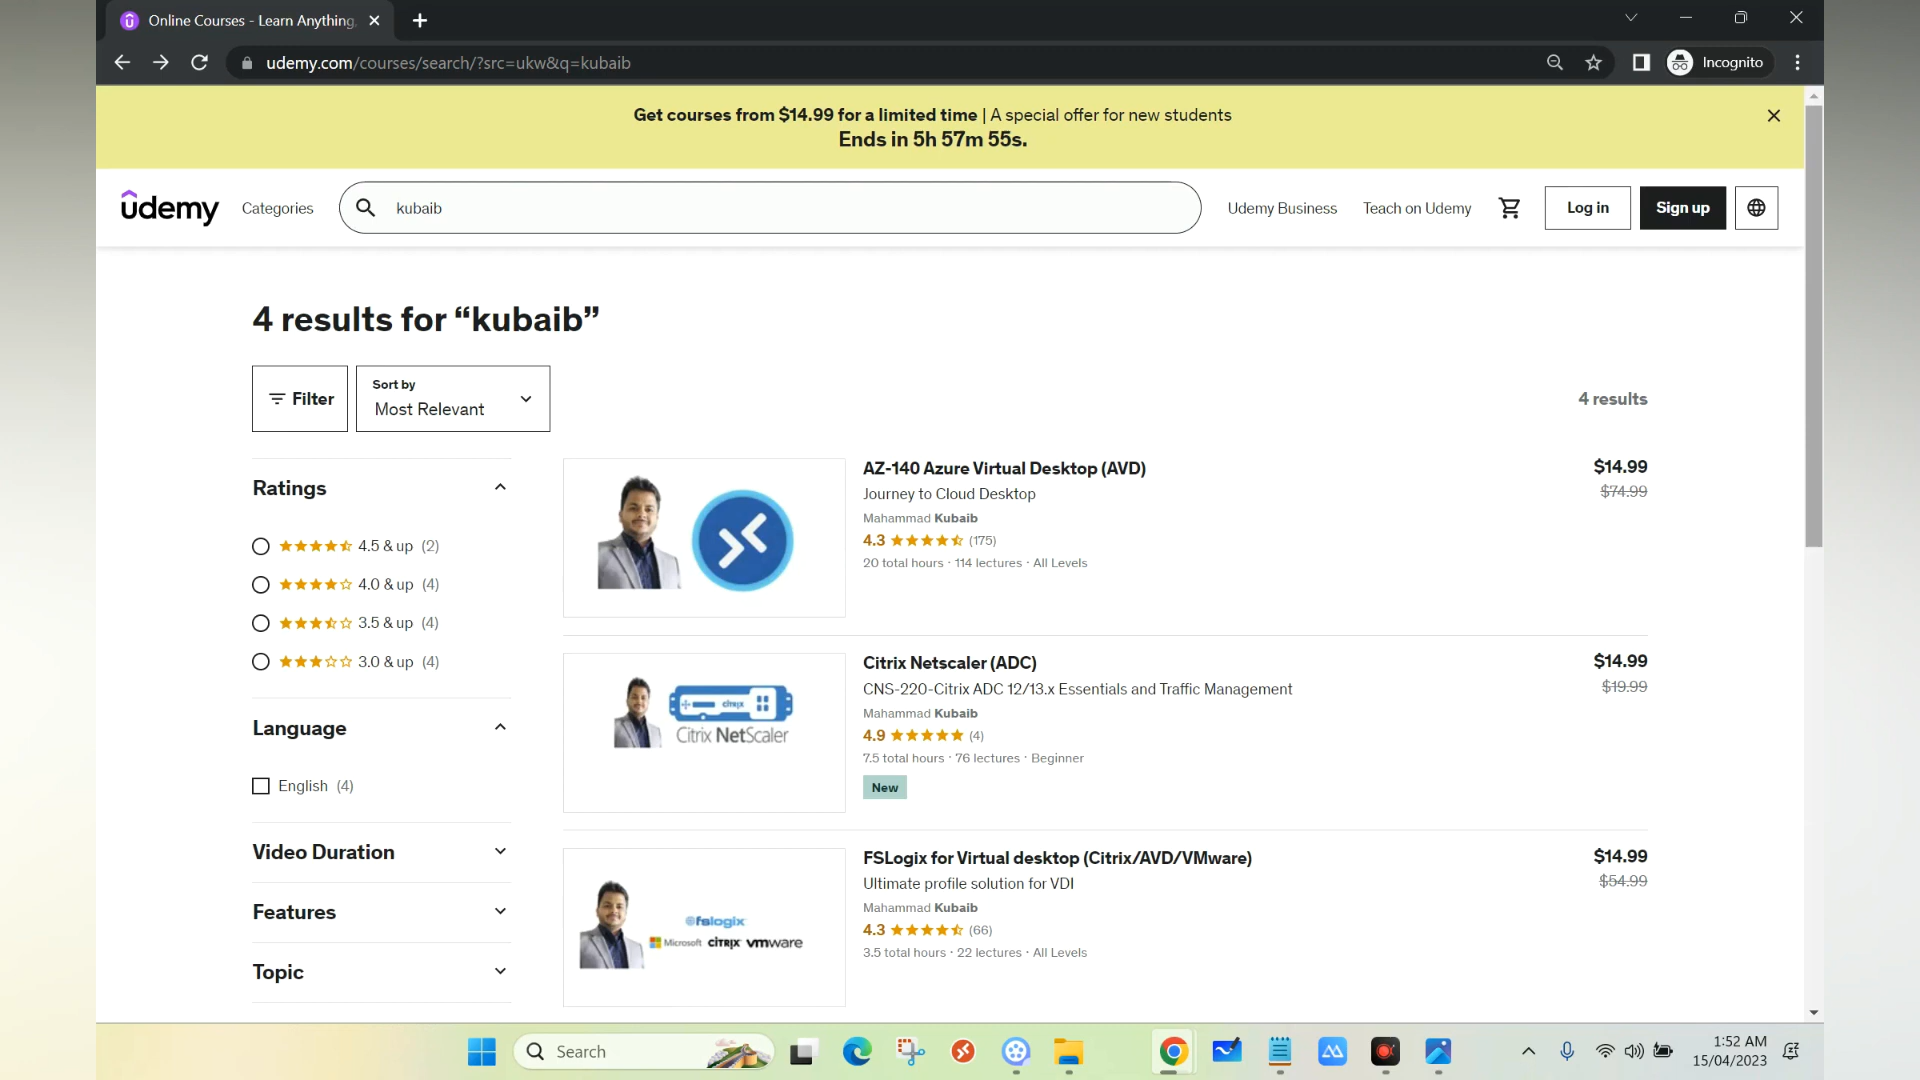 Online Courses - Learn Anything,
udemy.com/courses/search/?src=ukw&q=kubaib
Incognito
Get courses from $14.99 for a limited time | A special offer for new students
Ends in 5h 57m 55s.
udemy
Categories
kubaib
Udemy Business
Teach on Udemy
Log in
Sign up
4 results for “kubaib”
Filter
Sort by
Most Relevant
4 results
Ratings
4.5 & up (2)
4.0 & up (4)
3.5 & up (4)
3.0 & up (4)
Language
English (4)
Video Duration
Features
Topic
AZ-140 Azure Virtual Desktop (AVD)
Journey to Cloud Desktop
Mahammad Kubaib
4.3 (175)
20 total hours · 114 lectures · All Levels
$14.99
$74.99
citrix
Citrix NetScaler
Citrix Netscaler (ADC)
CNS-220-Citrix ADC 12/13.x Essentials and Traffic Management
Mahammad Kubaib
4.9 (4)
7.5 total hours · 76 lectures · Beginner
New
$14.99
$19.99
fslogix
Microsoft CITRIX vmware
FSLogix for Virtual desktop (Citrix/AVD/VMware)
Ultimate profile solution for VDI
Mahammad Kubaib
4.3 (66)
3.5 total hours · 22 lectures · All Levels
$14.99
$54.99
Search
1:52 AM
15/04/2023